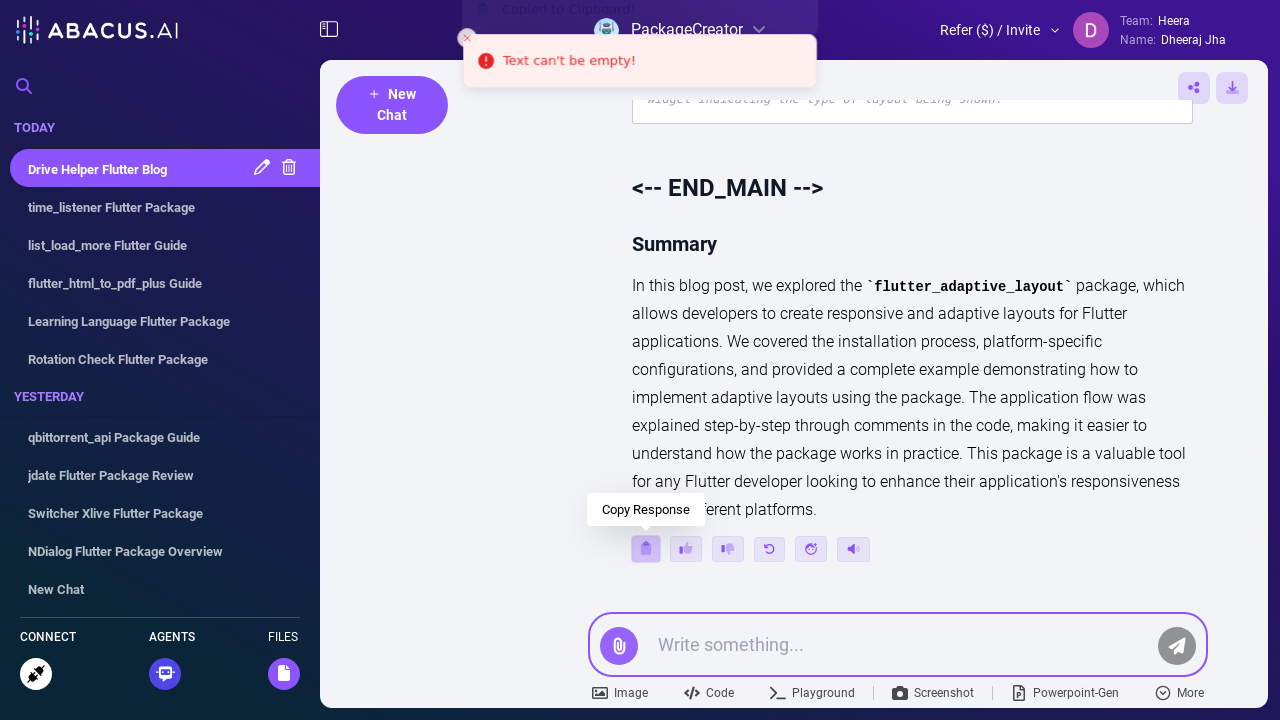 ABACUS.AI
Copied to Clipboard!
PackageCreator
Text can't be empty!
Refer ($) / Invite
D
Team: Heera
Name: Dheeraj Jha
TODAY
Drive Helper Flutter Blog
time_listener Flutter Package
list_load_more Flutter Guide
flutter_html_to_pdf_plus Guide
Learning Language Flutter Package
Rotation Check Flutter Package
YESTERDAY
qbittorrent_api Package Guide
jdate Flutter Package Review
Switcher Xlive Flutter Package
NDialog Flutter Package Overview
New Chat
CONNECT
AGENTS
FILES
+ New
Chat
widget indicating the type of layout being shown.
<-- END_MAIN -->
Summary
In this blog post, we explored the `flutter_adaptive_layout` package, which
allows developers to create responsive and adaptive layouts for Flutter
applications. We covered the installation process, platform-specific
configurations, and provided a complete example demonstrating how to
implement adaptive layouts using the package. The application flow was
explained step-by-step through comments in the code, making it easier to
understand how the package works in practice. This package is a valuable tool
for any Flutter developer looking to enhance their application's responsiveness
ferent platforms.
Copy Response
Write something...
Image
Code
Playground
Screenshot
Powerpoint-Gen
More